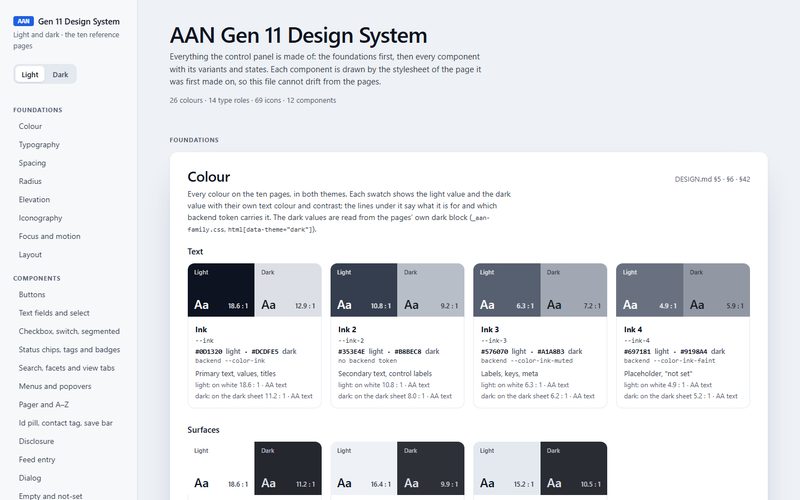 AAN Gen 11 Design System
Light and dark · the ten reference
pages
Light Dark
FOUNDATIONS
Colour
Typography
Spacing
Radius
Elevation
Iconography
Focus and motion
Layout
COMPONENTS
Buttons
Text fields and select
Checkbox, switch, segmented
Status chips, tags and badges
Search, facets and view tabs
Menus and popovers
Pager and A–Z
Id pill, contact tag, save bar
Disclosure
Feed entry
Dialog
Empty and not-set
AAN Gen 11 Design System
Everything the control panel is made of: the foundations first, then every component
with its variants and states. Each component is drawn by the stylesheet of the page it
was first made on, so this file cannot drift from the pages.
26 colours · 14 type roles · 69 icons · 12 components
FOUNDATIONS
Colour
DESIGN.md §5 · §6 · §42
Every colour on the ten pages, in both themes. Each swatch shows the light value and the dark
value with their own text colour and contrast; the lines under it say what it is for and which
backend token carries it. The dark values are read from the pages' own dark block (_aan-
family.css, html[data-theme="dark"]).
Text
Light Dark
Aa 18.6 : 1 Aa 12.9 : 1
Ink
--ink
#0D1320 light · #DCDFE5 dark
backend --color-ink
Primary text, values, titles
light: on white 18.6 : 1 · AA text
dark: on the dark sheet 11.2 : 1 · AA text
Light Dark
Aa 10.8 : 1 Aa 9.2 : 1
Ink 2
--ink-2
#353E4E light · #B8BEC8 dark
no backend token
Secondary text, control labels
light: on white 10.8 : 1 · AA text
dark: on the dark sheet 8.0 : 1 · AA text
Light Dark
Aa 6.3 : 1 Aa 7.2 : 1
Ink 3
--ink-3
#576070 light · #A1A8B3 dark
backend --color-ink-muted
Labels, keys, meta
light: on white 6.3 : 1 · AA text
dark: on the dark sheet 6.2 : 1 · AA text
Light Dark
Aa 4.9 : 1 Aa 5.9 : 1
Ink 4
--ink-4
#697181 light · #9198A4 dark
backend --color-ink-faint
Placeholder, "not set"
light: on white 4.9 : 1 · AA text
dark: on the dark sheet 5.2 : 1 · AA text
Surfaces
Light Dark
Aa 18.6 : 1 Aa 11.2 : 1
Light Dark
Aa 16.4 : 1 Aa 9.9 : 1
Light Dark
Aa 15.2 : 1 Aa 10.5 : 1